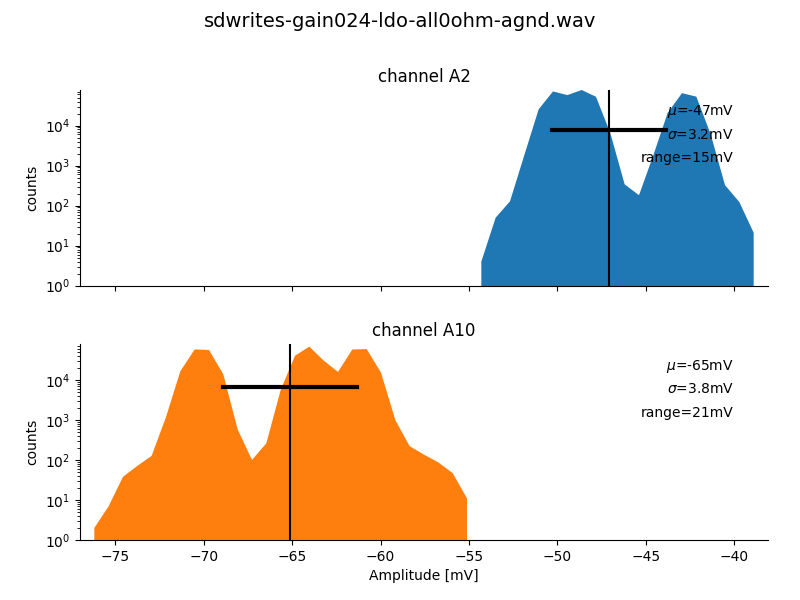 sdwrites-gain024-ldo-all0ohm-agnd.wav
channel A2
μ=-47mV
σ=3.2mV
range=15mV
10⁴
10³
10²
10¹
10⁰
counts
channel A10
μ=-65mV
σ=3.8mV
range=21mV
10⁴
10³
10²
10¹
10⁰
counts
−75 −70 −65 −60 −55 −50 −45 −40
Amplitude [mV]